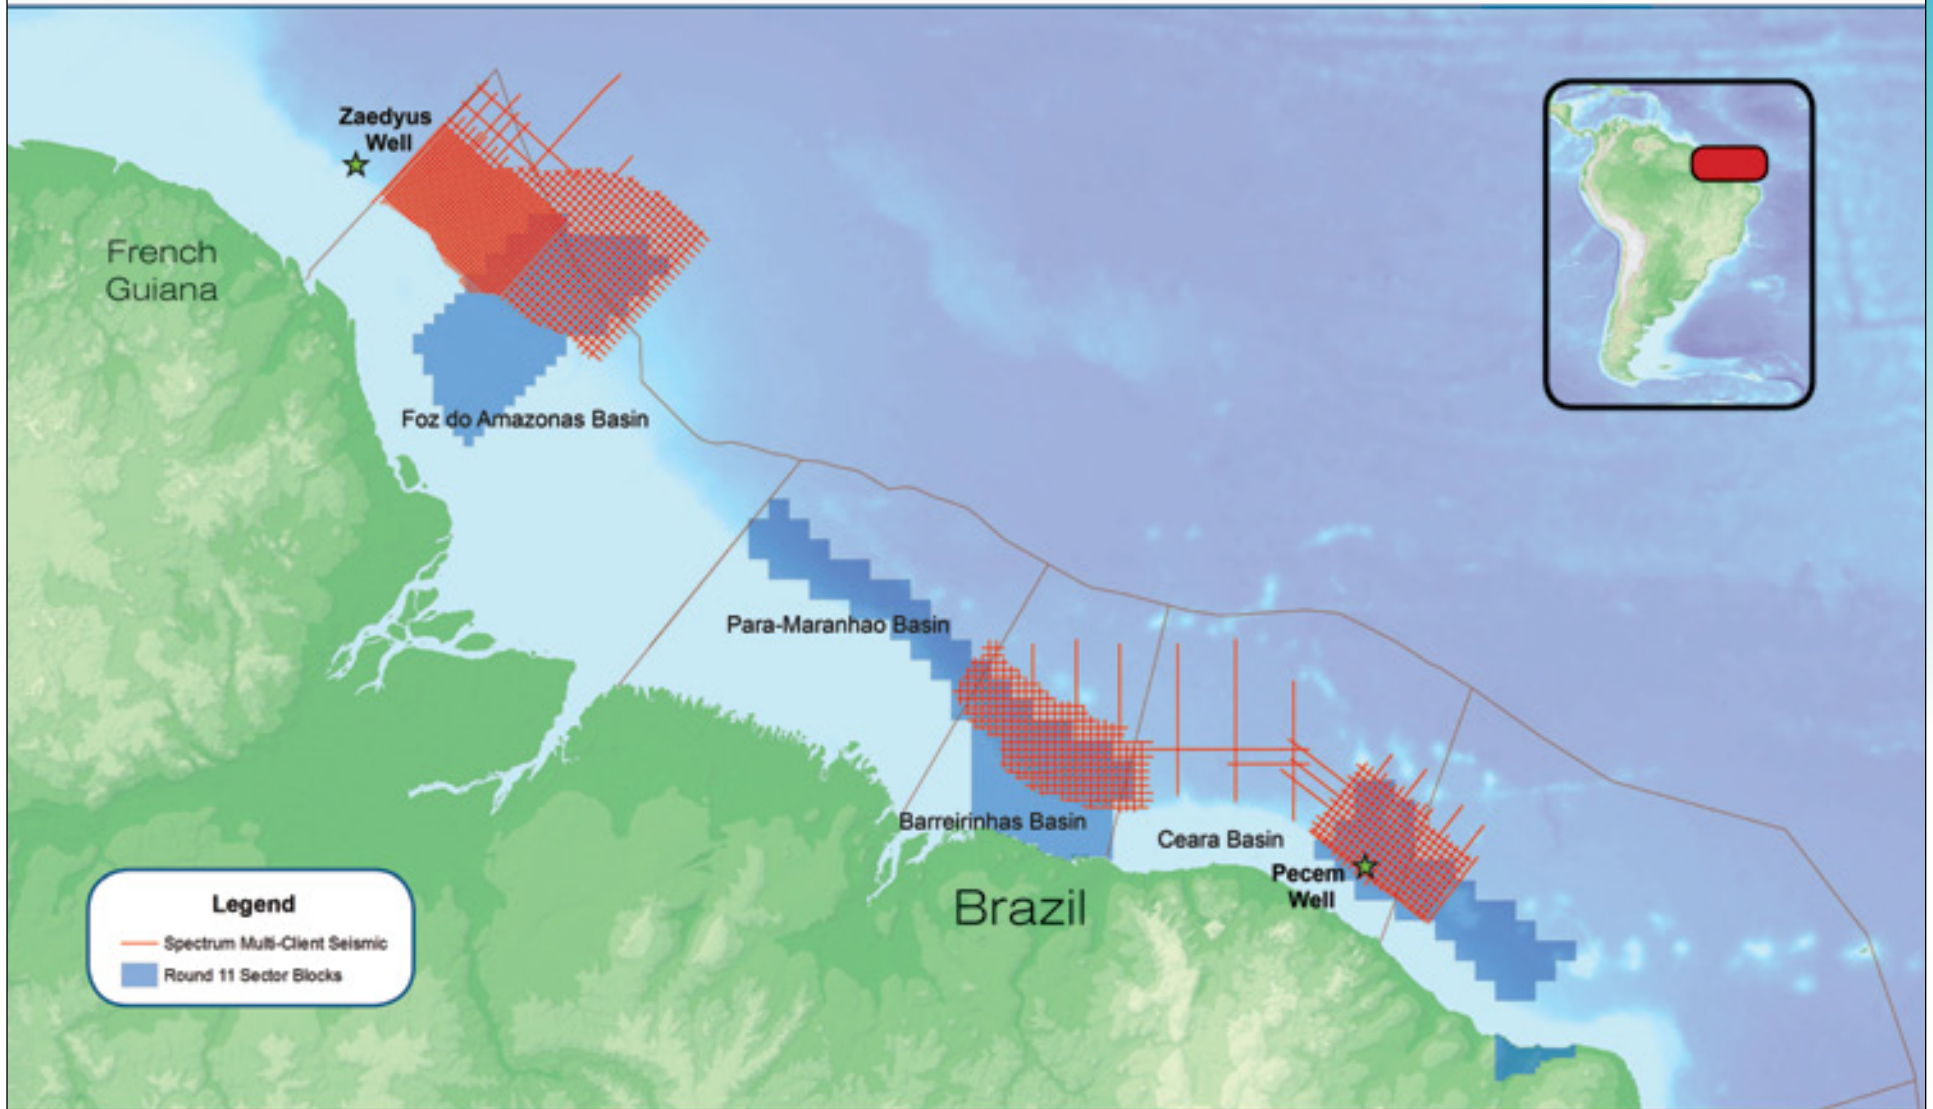 Zaedyus
Well
French
Guiana
Foz do Amazonas Basin
Para-Maranhao Basin
Barreirinhas Basin
Ceara Basin
Pecem
Well
Brazil
Legend
Spectrum Multi-Client Seismic
Round 11 Sector Blocks